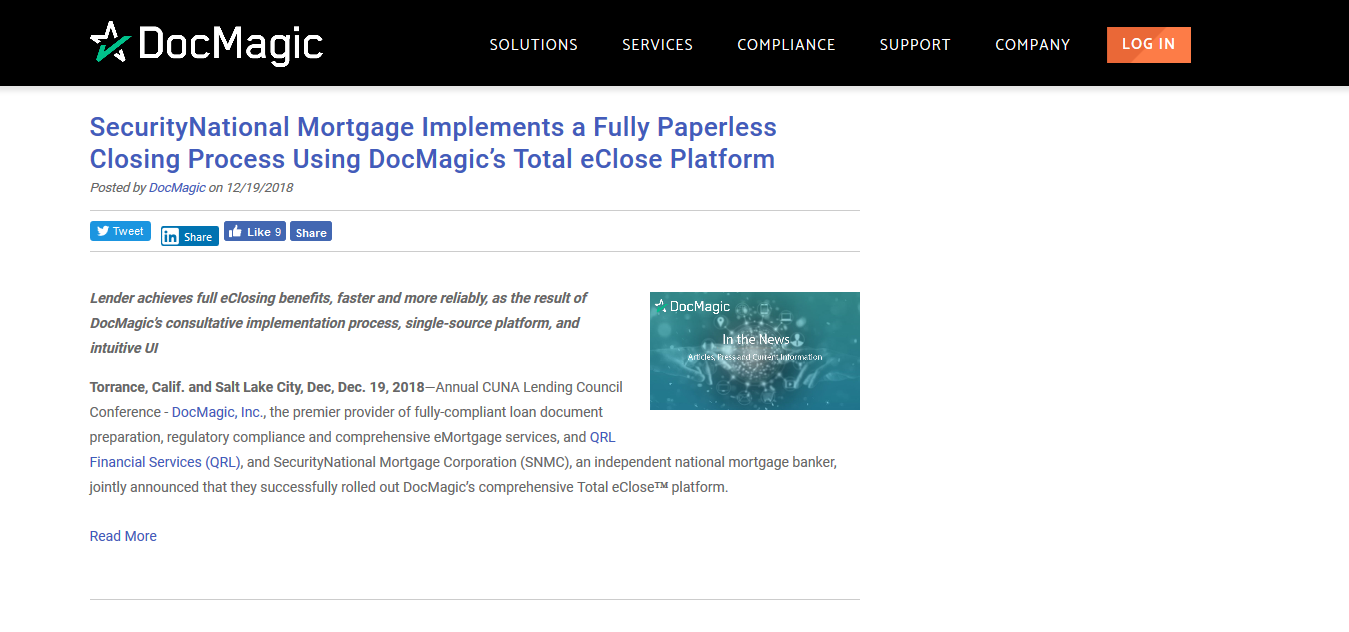 DocMagic
SOLUTIONS
SERVICES
COMPLIANCE
SUPPORT
COMPANY
LOG IN
SecurityNational Mortgage Implements a Fully Paperless
Closing Process Using DocMagic’s Total eClose Platform
Posted by DocMagic on 12/19/2018
Tweet
in Share
Like 9
Share
Lender achieves full eClosing benefits, faster and more reliably, as the result of
DocMagic’s consultative implementation process, single-source platform, and
intuitive UI
DocMagic
In the News
Articles, Press and Current Information
Torrance, Calif. and Salt Lake City, Dec, Dec. 19, 2018—Annual CUNA Lending Council
Conference - DocMagic, Inc., the premier provider of fully-compliant loan document
preparation, regulatory compliance and comprehensive eMortgage services, and QRL
Financial Services (QRL), and SecurityNational Mortgage Corporation (SNMC), an independent national mortgage banker,
jointly announced that they successfully rolled out DocMagic’s comprehensive Total eClose™ platform.
Read More